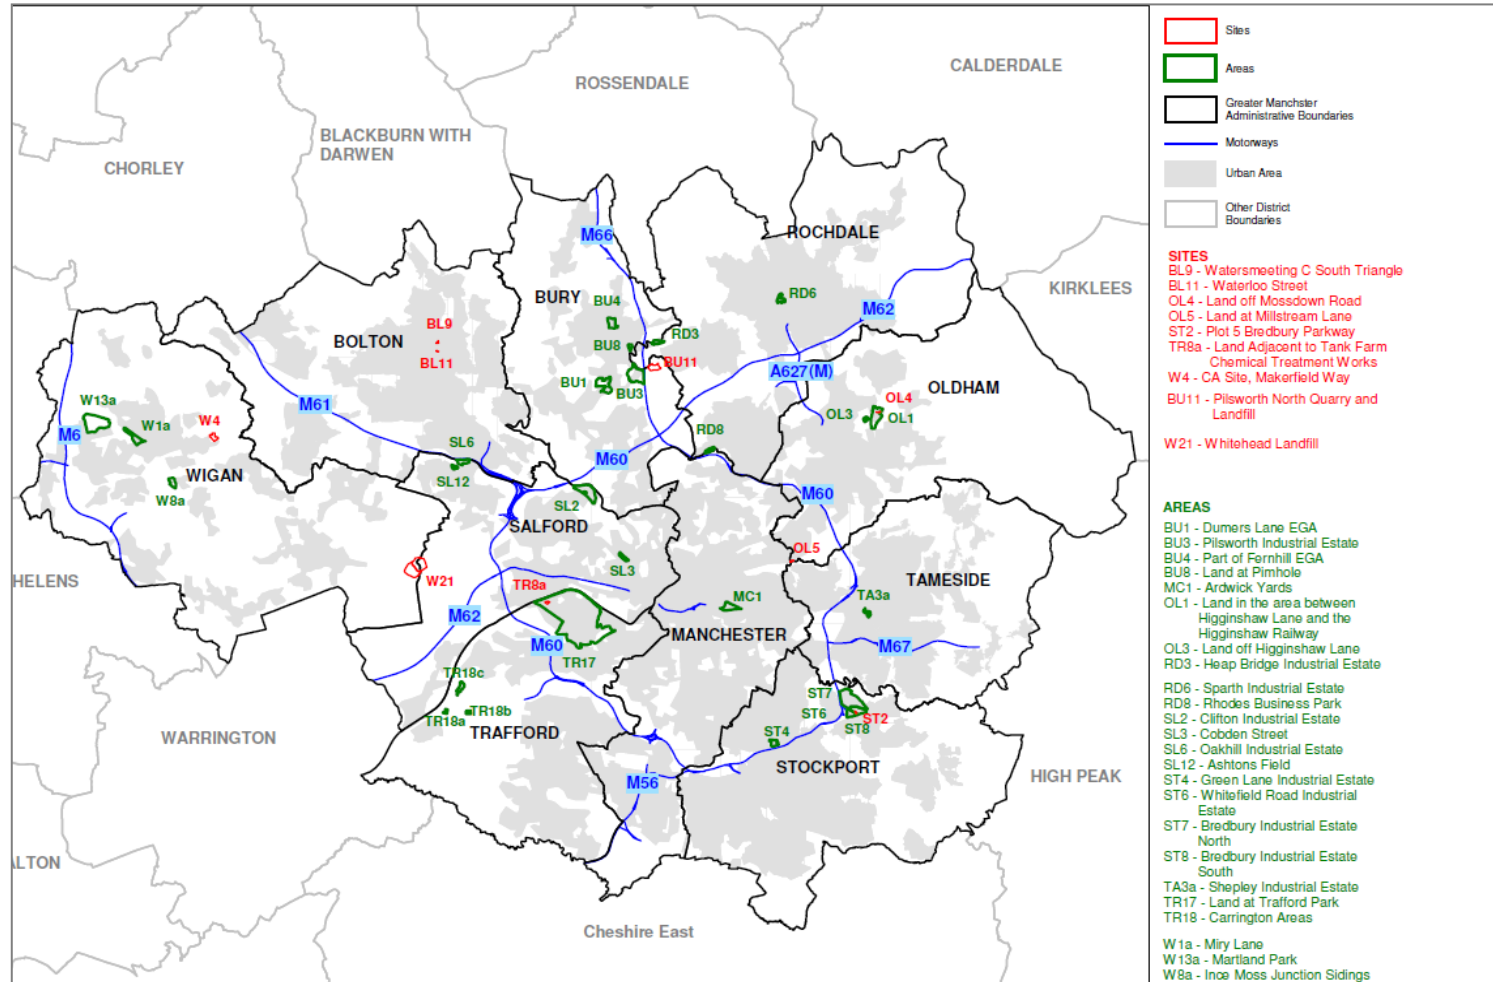 CALDERDALE
ROSSENDALE
BLACKBURN WITH
DARWEN
CHORLEY
ROCHDALE
M66
KIRKLEES
BURY
BU4
RD6
M62
BL9
BOLTON
RD3
BU8
BL11
BU11
A627(M)
BU1
BU3
OLDHAM
W13a
M61
OL4
OL3
OL1
W4
W1a
M6
SL6
RD8
M60
WIGAN
SL12
W8a
M60
SL2
SALFORD
OL5
SL3
HELENS
W21
TR8a
TAMESIDE
MC1
TA3a
M62
MANCHESTER
M60
M67
TR17
TR18c
ST7
ST6
ST2
TR18a
TR18b
ST8
TRAFFORD
ST4
WARRINGTON
STOCKPORT
HIGH PEAK
M56
ALTON
Cheshire East
Sites
Areas
Greater Manchster
Administrative Boundaries
Motorways
Urban Area
Other District
Boundaries
SITES
BL9 - Watersmeeting C South Triangle
BL11 - Waterloo Street
OL4 - Land off Mossdown Road
OL5 - Land at Millstream Lane
ST2 - Plot 5 Bredbury Parkway
TR8a - Land Adjacent to Tank Farm
Chemical Treatment Works
W4 - CA Site, Makerfield Way
BU11 - Pilsworth North Quarry and
Landfill
W21 - Whitehead Landfill
AREAS
BU1 - Dumers Lane EGA
BU3 - Pilsworth Industrial Estate
BU4 - Part of Fernhill EGA
BU8 - Land at Pimhole
MC1 - Ardwick Yards
OL1 - Land in the area between
Higginshaw Lane and the
Higginshaw Railway
OL3 - Land off Higginshaw Lane
RD3 - Heap Bridge Industrial Estate
RD6 - Sparth Industrial Estate
RD8 - Rhodes Business Park
SL2 - Clifton Industrial Estate
SL3 - Cobden Street
SL6 - Oakhill Industrial Estate
SL12 - Ashtons Field
ST4 - Green Lane Industrial Estate
ST6 - Whitefield Road Industrial
Estate
ST7 - Bredbury Industrial Estate
North
ST8 - Bredbury Industrial Estate
South
TA3a - Shepley Industrial Estate
TR17 - Land at Trafford Park
TR18 - Carrington Areas
W1a - Miry Lane
W13a - Martland Park
W8a - Ince Moss Junction Sidings